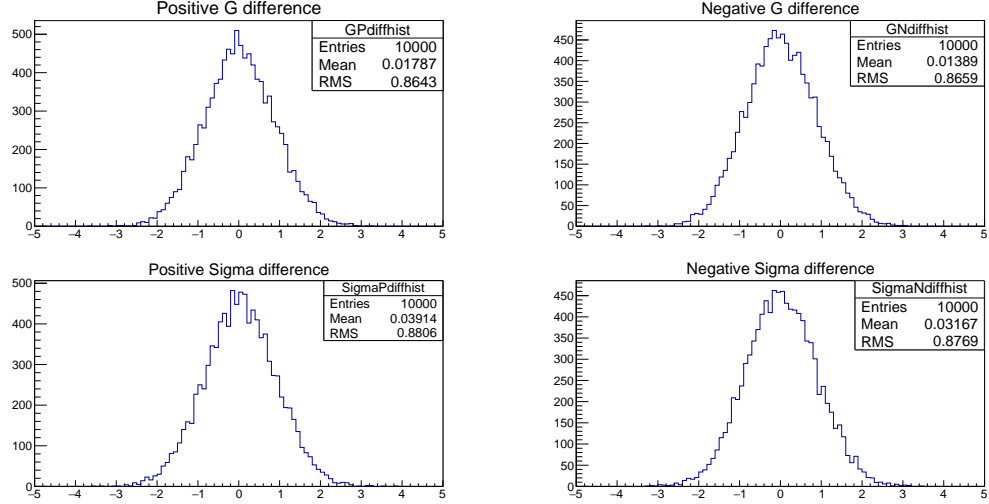 Positive G difference
GPdiffhist
Entries 10000
Mean 0.01787
RMS 0.8643
500
400
300
200
100
0
−5 −4 −3 −2 −1 0 1 2 3 4 5
Negative G difference
GNdiffhist
Entries 10000
Mean 0.01389
RMS 0.8659
450
400
350
300
250
200
150
100
50
0
−5 −4 −3 −2 −1 0 1 2 3 4 5
Positive Sigma difference
SigmaPdiffhist
Entries 10000
Mean 0.03914
RMS 0.8806
500
400
300
200
100
0
−5 −4 −3 −2 −1 0 1 2 3 4 5
Negative Sigma difference
SigmaNdiffhist
Entries 10000
Mean 0.03167
RMS 0.8769
450
400
350
300
250
200
150
100
50
0
−5 −4 −3 −2 −1 0 1 2 3 4 5